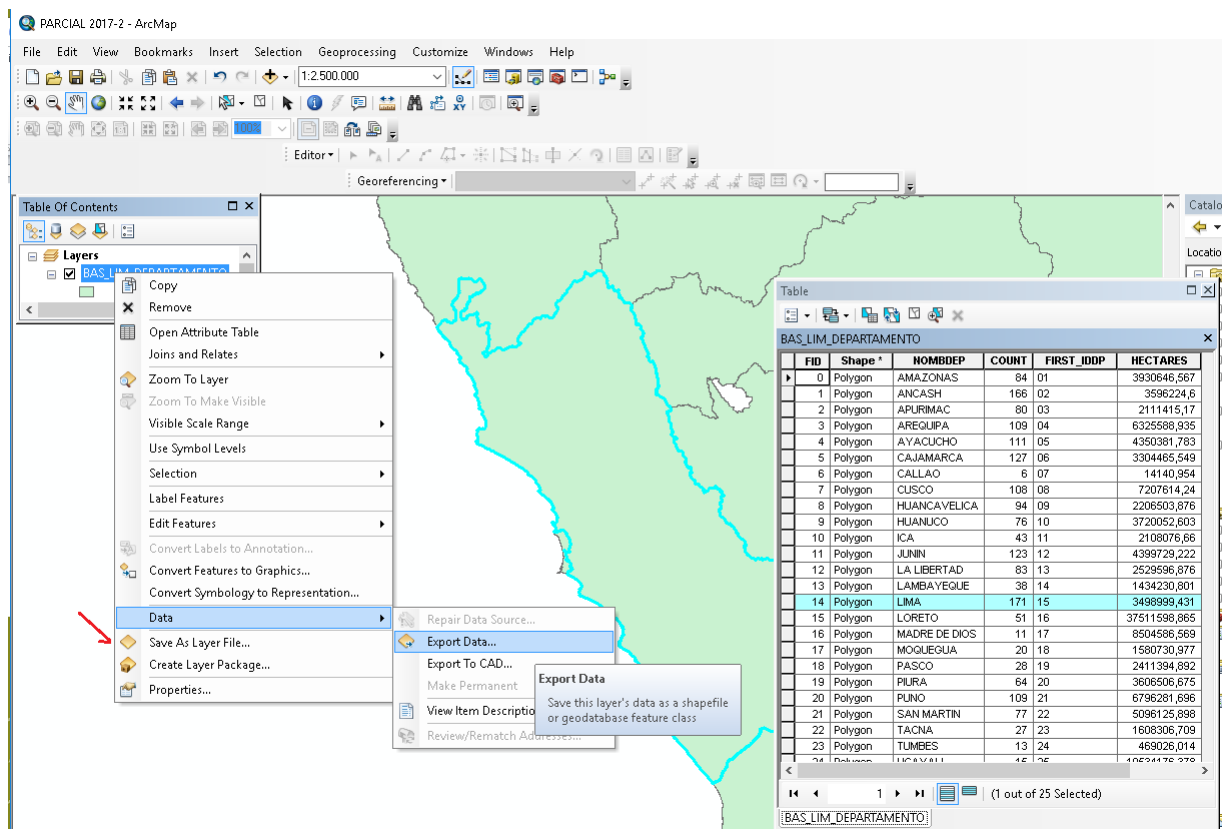 PARCIAL 2017-2 - ArcMap
File Edit View Bookmarks Insert Selection Geoprocessing Customize Windows Help
1:2.500.000
100%
Editor
Georeferencing
Table Of Contents
Layers
BAS_LIM_DEPARTAMENTO
Copy
Remove
Open Attribute Table
Joins and Relates
Zoom To Layer
Zoom To Make Visible
Visible Scale Range
Use Symbol Levels
Selection
Label Features
Edit Features
Convert Labels to Annotation...
Convert Features to Graphics...
Convert Symbology to Representation...
Data
Save As Layer File...
Create Layer Package...
Properties...
Repair Data Source...
Export Data...
Export To CAD...
Make Permanent
View Item Descriptio
Review/Rematch Addresses...
Export Data
Save this layer's data as a shapefile
or geodatabase feature class
Catalo
Locatio
Table
BAS_LIM_DEPARTAMENTO
FID Shape * NOMBDEP COUNT FIRST_IDDP HECTARES
0 Polygon AMAZONAS 84 01 3930646,567
1 Polygon ANCASH 166 02 3596224,6
2 Polygon APURIMAC 80 03 2111415,17
3 Polygon AREQUIPA 109 04 6325588,935
4 Polygon AYACUCHO 111 05 4350381,783
5 Polygon CAJAMARCA 127 06 3304465,549
6 Polygon CALLAO 6 07 14140,954
7 Polygon CUSCO 108 08 7207614,24
8 Polygon HUANCAVELICA 94 09 2206503,876
9 Polygon HUANUCO 76 10 3720052,603
10 Polygon ICA 43 11 2108076,66
11 Polygon JUNIN 123 12 4399729,222
12 Polygon LA LIBERTAD 83 13 2529596,876
13 Polygon LAMBAYEQUE 38 14 1434230,801
14 Polygon LIMA 171 15 3498999,431
15 Polygon LORETO 51 16 37511598,865
16 Polygon MADRE DE DIOS 11 17 8504586,569
17 Polygon MOQUEGUA 20 18 1580730,977
18 Polygon PASCO 28 19 2411394,892
19 Polygon PIURA 64 20 3606506,675
20 Polygon PUNO 109 21 6796281,696
21 Polygon SAN MARTIN 77 22 5096125,898
22 Polygon TACNA 27 23 1608306,709
23 Polygon TUMBES 13 24 469026,014
1 (1 out of 25 Selected)
BAS_LIM_DEPARTAMENTO